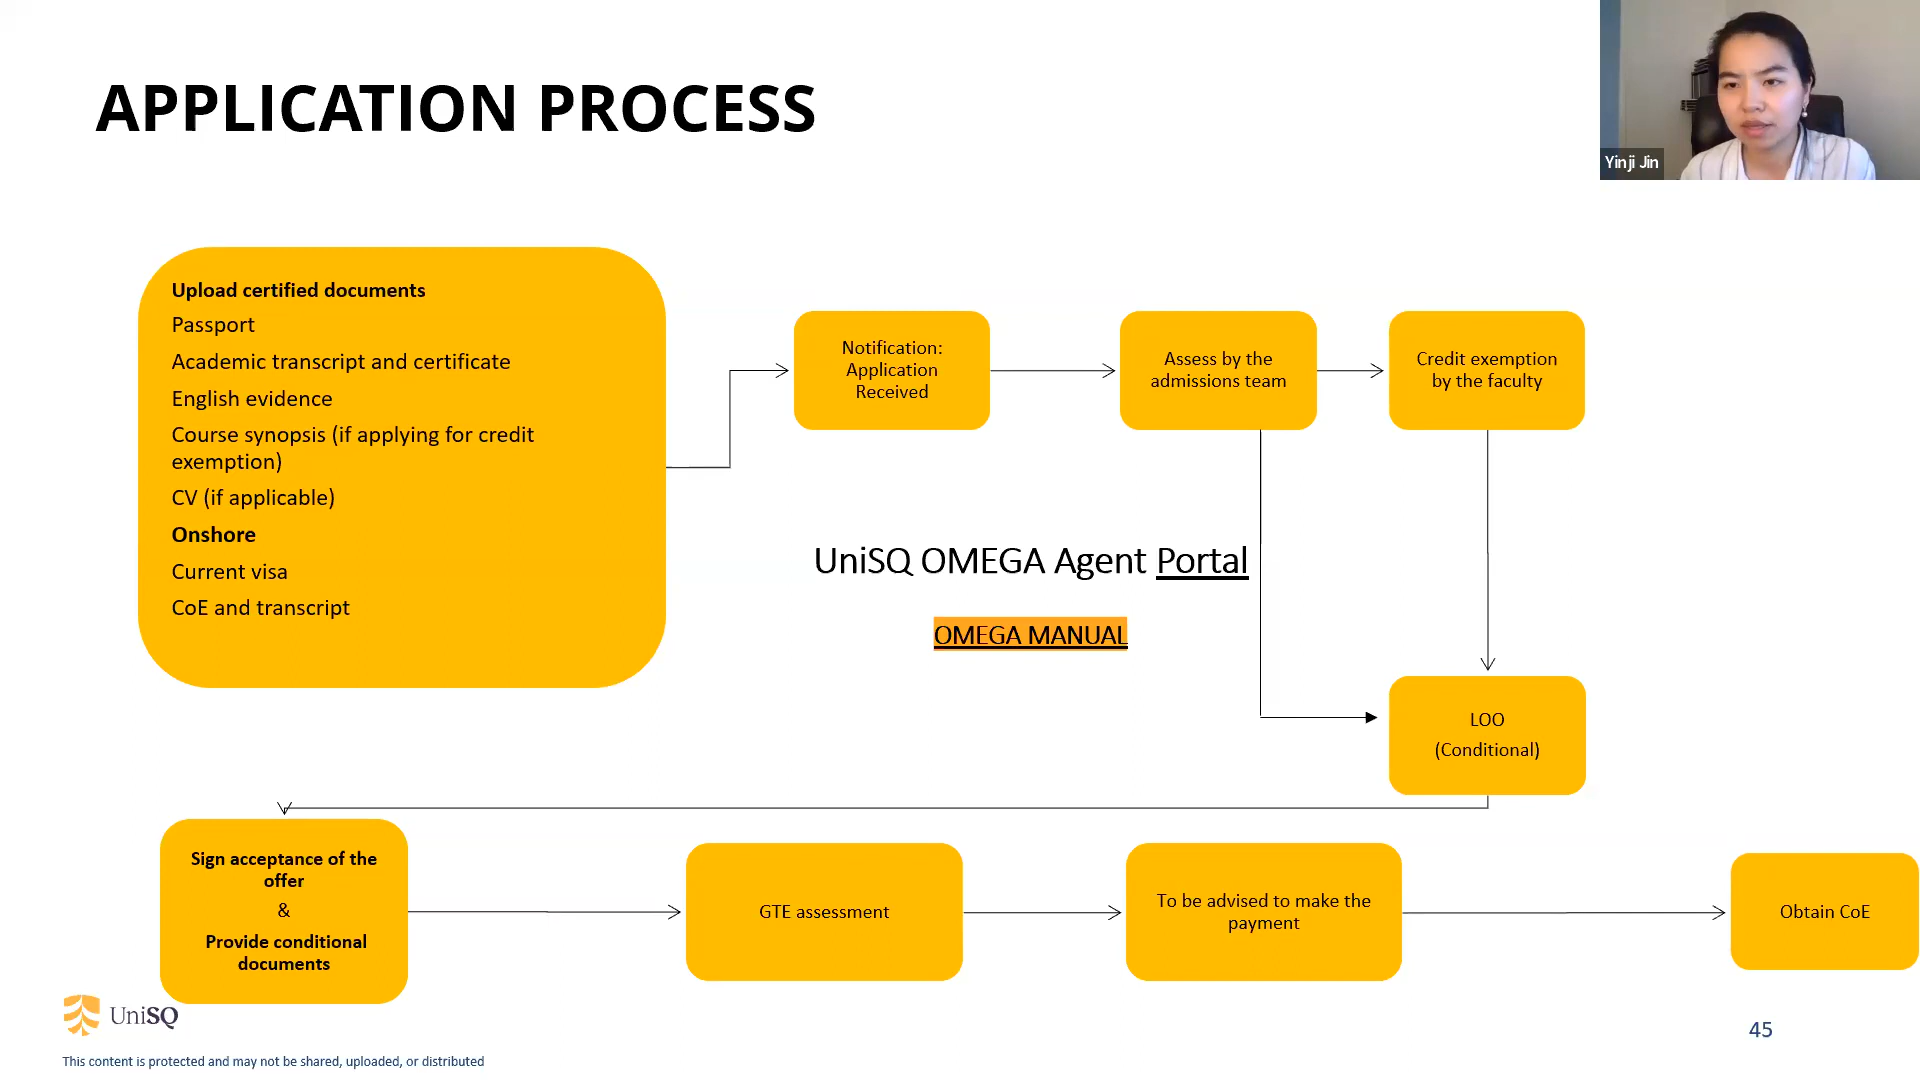 APPLICATION PROCESS
Yinji Jin
Upload certified documents
Passport
Academic transcript and certificate
English evidence
Course synopsis (if applying for credit
exemption)
CV (if applicable)
Onshore
Current visa
CoE and transcript
Notification:
Application
Received
Assess by the
admissions team
Credit exemption
by the faculty
UniSQ OMEGA Agent Portal
OMEGA MANUAL
LOO
(Conditional)
Sign acceptance of the
offer
&
Provide conditional
documents
GTE assessment
To be advised to make the
payment
Obtain CoE
UniSQ
45
This content is protected and may not be shared, uploaded, or distributed